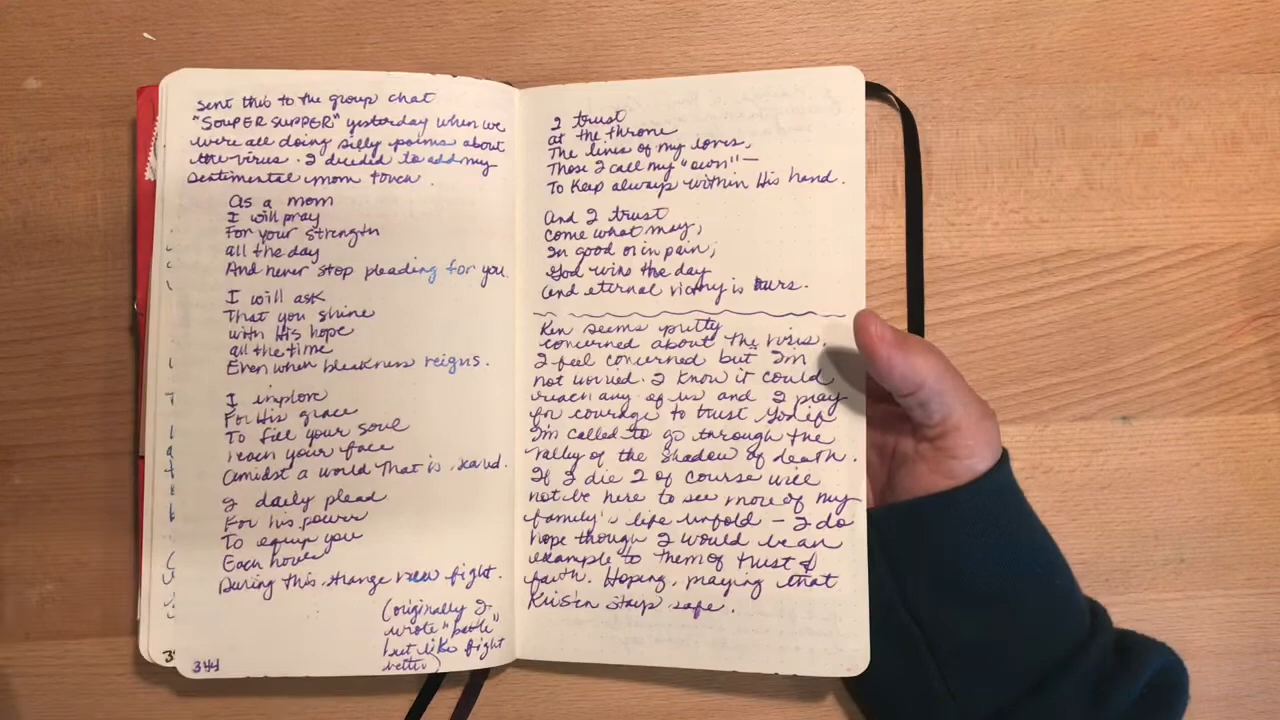 sent this to the group chat
"SOUPER SUPPER" yesterday when we
were all doing silly poems about
the virus. I decided to add my
sentimental mom touch.
As a mom
I will pray
For your strength
all the day
And never stop pleading for you.
I will ask
That you shine
with His hope
all the time
Even when bleakness reigns.
I implore
For His grace
To fill your soul
reach your face
Amidst a world that is scared.
I daily plead
For his power
To equip you
Each hour
During this strange new fight.
(originally I
wrote "battle"
but like fight
better)
344
I trust
at the throne
The lives of my loves,
Those I call my "own"—
To Keep always within His hand.
And I trust
come what may,
In good or in pain;
God wins the day
and eternal victory is ours.
Ken seems pretty
concerned about the virus.
I feel concerned but I'm
not worried. I know it could
reach any of us and I pray
for courage to trust God if
I'm called to go through the
valley of the shadow of death.
If I die I of course will
not be here to see more of my
family's life unfold – I do
hope though I would be an
example to them of trust &
faith. Hoping, praying that
Kristen stays safe.